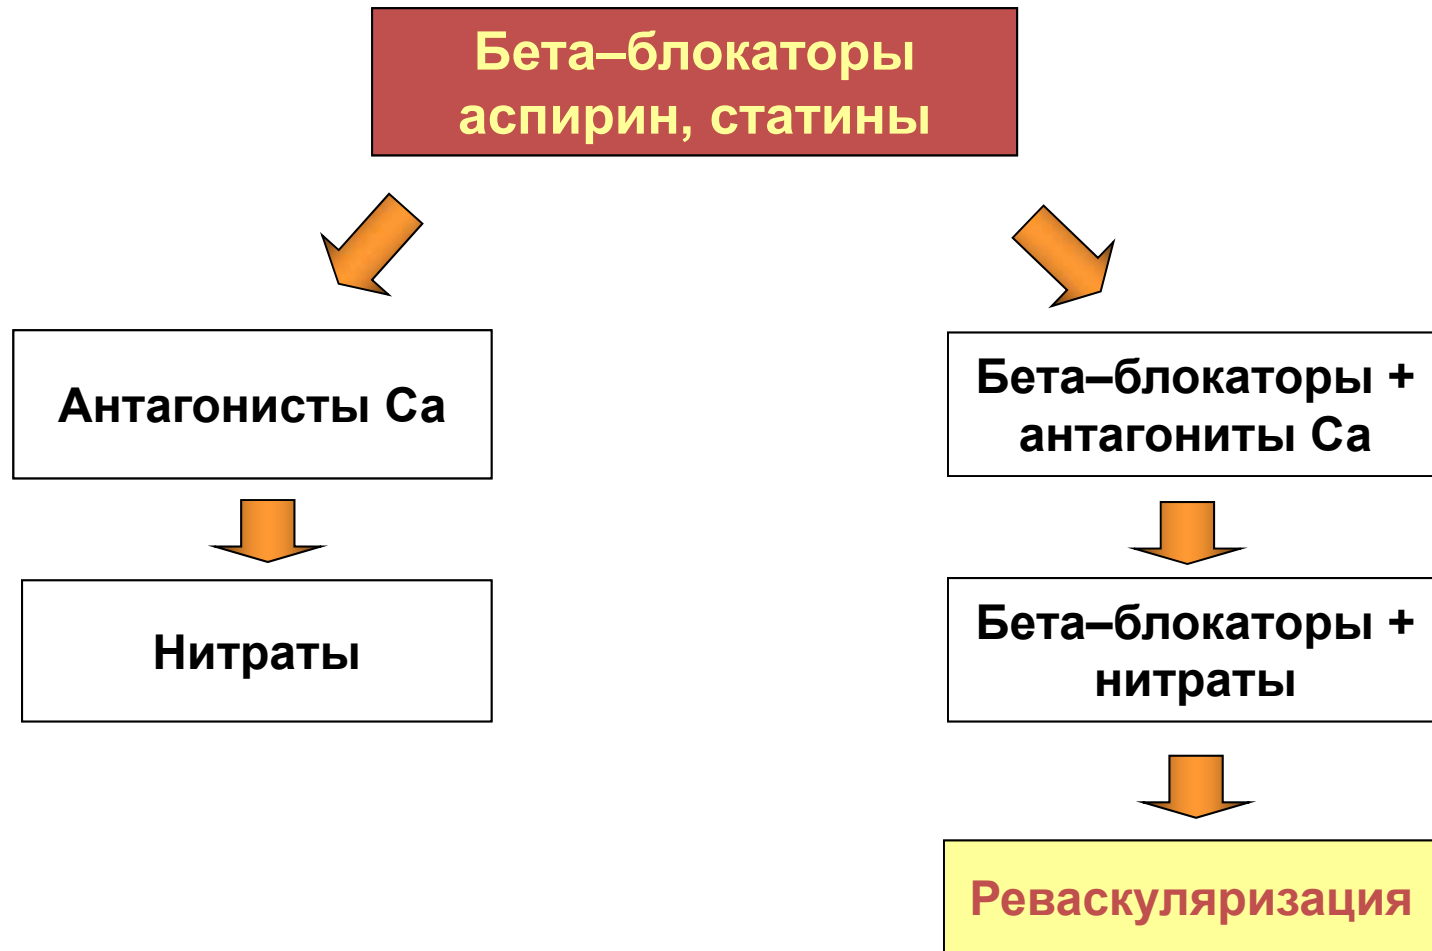 Бета–блокаторы
аспирин, статины
Антагонисты Са
Бета–блокаторы +
антагониты Са
Нитраты
Бета–блокаторы +
нитраты
Реваскуляризация